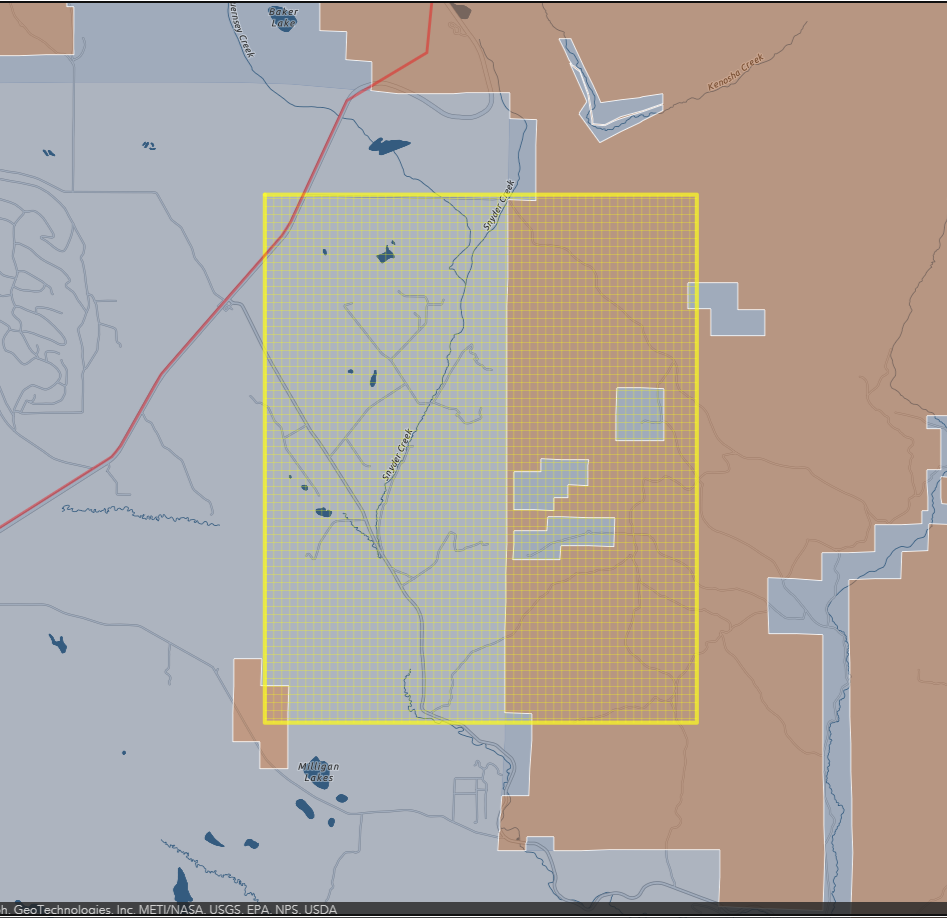 Baker
Lake
Creek
Kenosha Creek
Snyder Creek
Snyder Creek
Milligan
Lakes
GeoTechnologies, Inc, METI/NASA, USGS, EPA, NPS, USDA